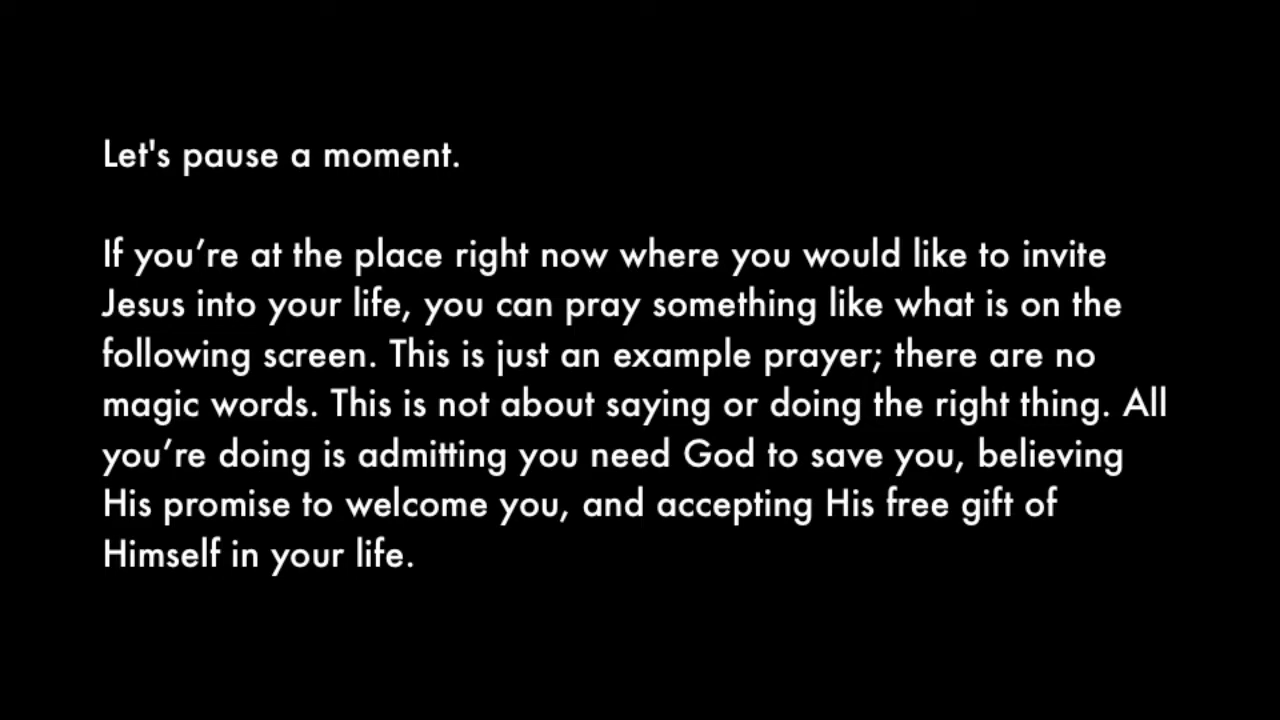 Let's pause a moment.
If you’re at the place right now where you would like to invite
Jesus into your life, you can pray something like what is on the
following screen. This is just an example prayer; there are no
magic words. This is not about saying or doing the right thing. All
you’re doing is admitting you need God to save you, believing
His promise to welcome you, and accepting His free gift of
Himself in your life.